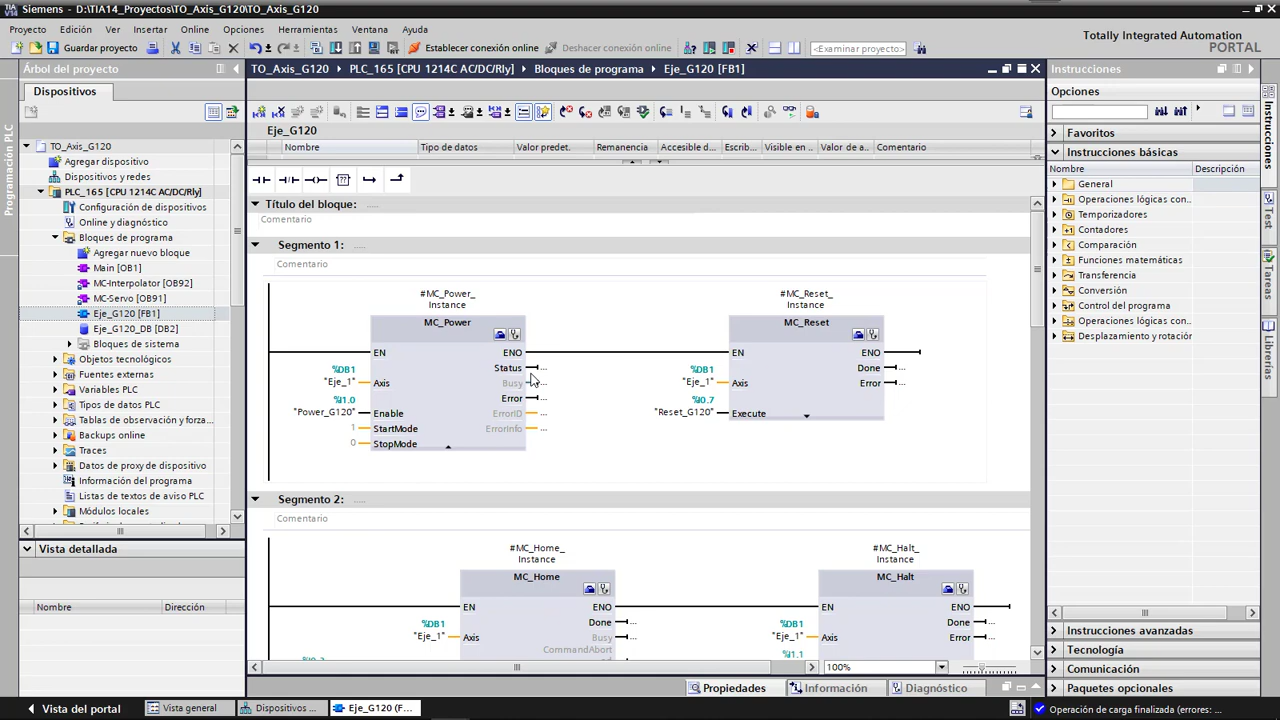 Siemens - D:\TIA14_Proyectos\TO_Axis_G120\TO_Axis_G120
Proyecto Edición Ver Insertar Online Opciones Herramientas Ventana Ayuda
Totally Integrated Automation
PORTAL
Guardar proyecto
Establecer conexión online
Deshacer conexión online
<Examinar proyecto>
Árbol del proyecto
TO_Axis_G120 PLC_165 [CPU 1214C AC/DC/Rly] Bloques de programa Eje_G120 [FB1]
Instrucciones
Dispositivos
Opciones
Programación PLC
TO_Axis_G120
Agregar dispositivo
Dispositivos y redes
PLC_165 [CPU 1214C AC/DC/Rly]
Configuración de dispositivos
Online y diagnóstico
Bloques de programa
Agregar nuevo bloque
Main [OB1]
MC-Interpolator [OB92]
MC-Servo [OB91]
Eje_G120 [FB1]
Eje_G120_DB [DB2]
Bloques de sistema
Objetos tecnológicos
Fuentes externas
Variables PLC
Tipos de datos PLC
Tablas de observación y forza...
Backups online
Traces
Datos de proxy de dispositivo
Información del programa
Listas de textos de aviso PLC
Módulos locales
Vista detallada
Nombre Dirección
Eje_G120
Nombre Tipo de datos Valor predet. Remanencia Accesible d... Escrib... Visible en .. Valor de a.. Comentario
Título del bloque: .....
Comentario
Segmento 1: .....
Comentario
#MC_Power_
Instance
MC_Power
EN
ENO
Status ...
%DB1
"Eje_1" Axis
Busy ...
%I1.0
"Power_G120" Enable
Error ...
ErrorID ...
1 StartMode
ErrorInfo ...
0 StopMode
#MC_Reset_
Instance
MC_Reset
EN
ENO
Done ...
%DB1
"Eje_1" Axis
Error ...
%I0.7
"Reset_G120" Execute
Segmento 2: .....
Comentario
#MC_Home_
Instance
MC_Home
EN
ENO
Done ...
%DB1
"Eje_1" Axis
Busy ...
CommandAbort
#MC_Halt_
Instance
MC_Halt
EN
ENO
Done ...
%DB1
"Eje_1" Axis
Error ...
%I1.1
100%
Favoritos
Instrucciones básicas
Nombre Descripción
General
Operaciones lógicas con..
Temporizadores
Contadores
Comparación
Funciones matemáticas
Transferencia
Conversión
Control del programa
Operaciones lógicas con..
Desplazamiento y rotación
Instrucciones avanzadas
Tecnología
Comunicación
Paquetes opcionales
Instrucciones
Test
Tareas
Librerías
Propiedades
Información
Diagnóstico
Vista del portal
Vista general
Dispositivos ...
Eje_G120 (F...
Operación de carga finalizada (errores: ...